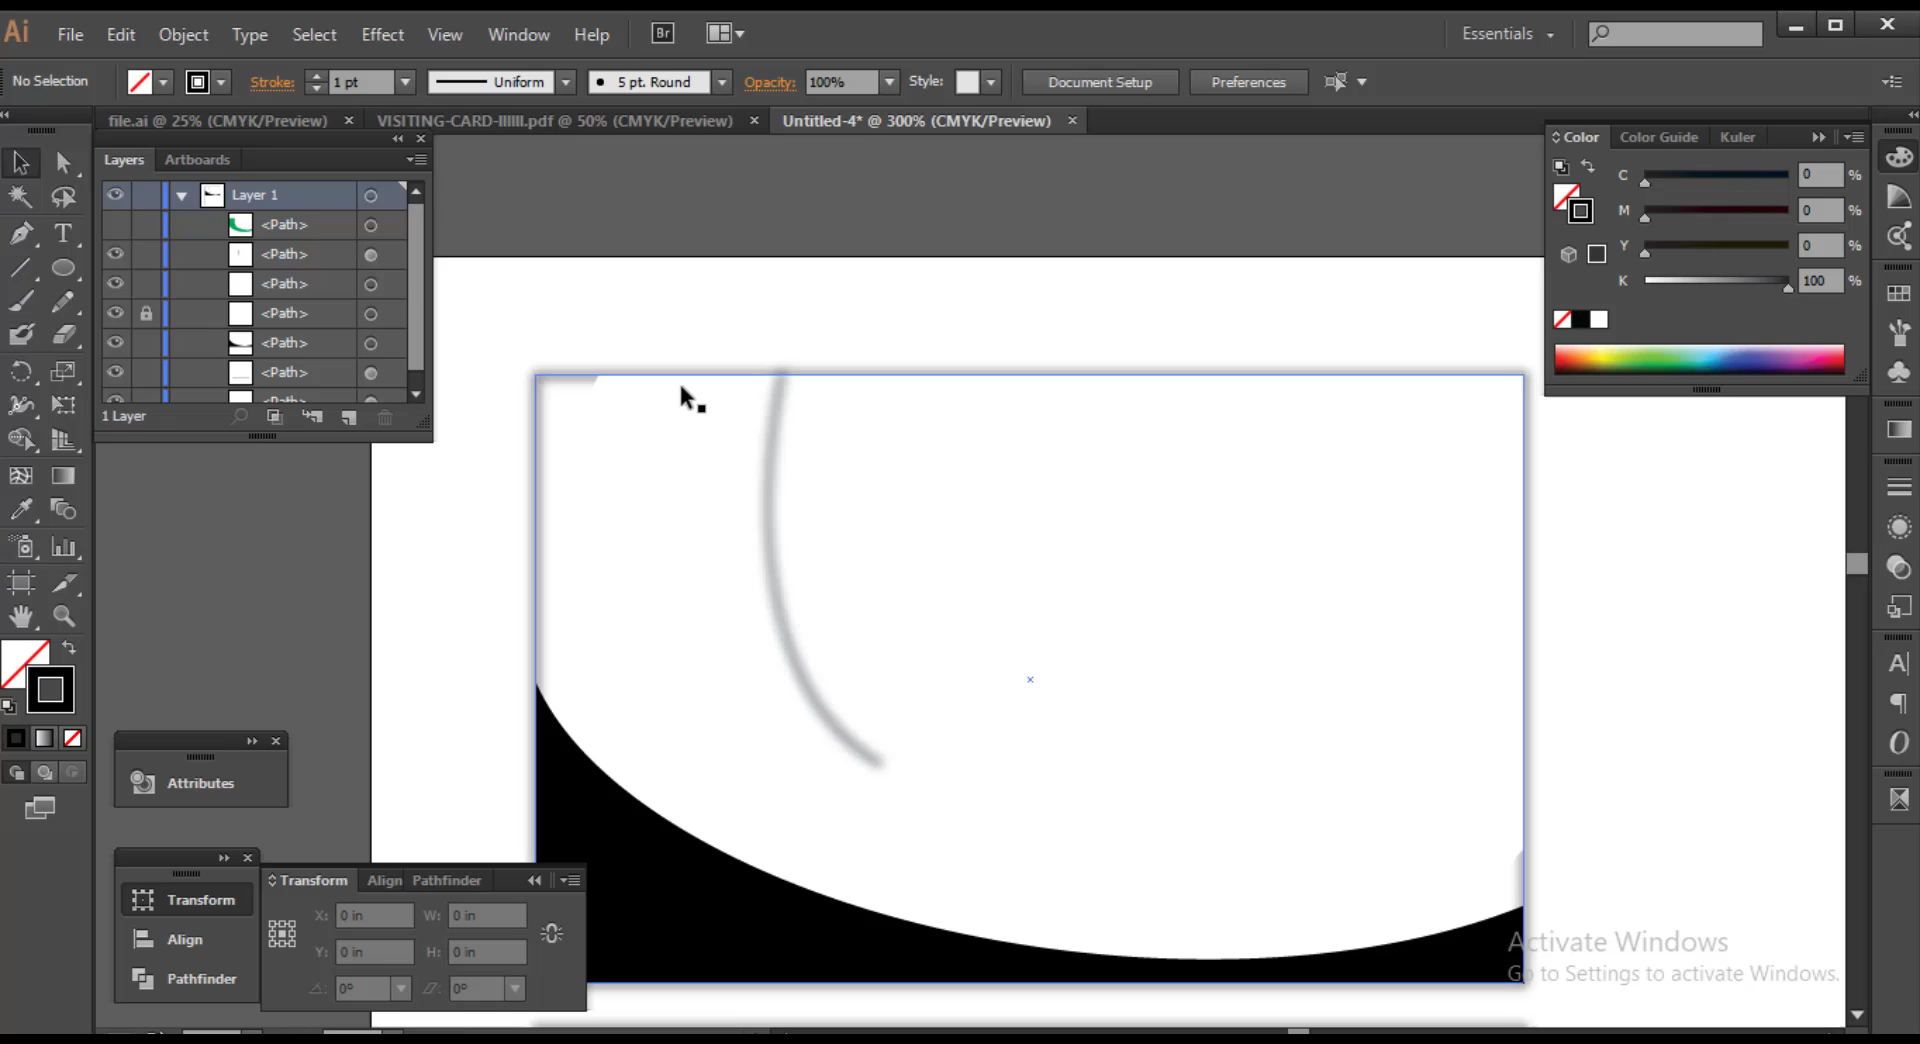 Ai File Edit Object Type Select Effect View Window Help Br Essentials
No Selection Stroke: 1 pt Uniform 5 pt. Round Opacity: 100% Style: Document Setup Preferences
file.ai @ 25% (CMYK/Preview) VISITING-CARD-IIIIII.pdf @ 50% (CMYK/Preview) Untitled-4* @ 300% (CMYK/Preview)
Layers Artboards
Layer 1
<Path>
<Path>
<Path>
<Path>
<Path>
<Path>
<Path>
1 Layer
Color Color Guide Kuler
C 0 %
M 0 %
Y 0 %
K 100 %
Attributes
Transform
Align
Pathfinder
Transform Align Pathfinder
X: 0 in W: 0 in
Y: 0 in H: 0 in
0° 0°
Activate Windows
Go to Settings to activate Windows.